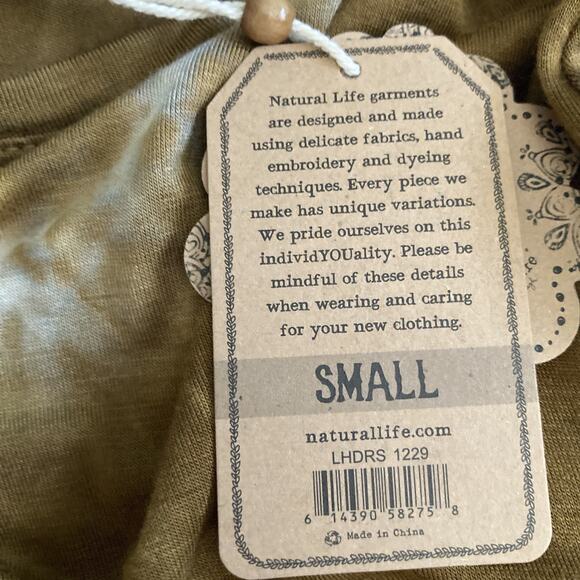 Natural Life garments
are designed and made
using delicate fabrics, hand
embroidery and dyeing
techniques. Every piece we
make has unique variations.
We pride ourselves on this
individYOUality. Please be
mindful of these details
when wearing and caring
for your new clothing.
SMALL
naturallife.com
LHDRS 1229
6 14390 58275 8
Made in China